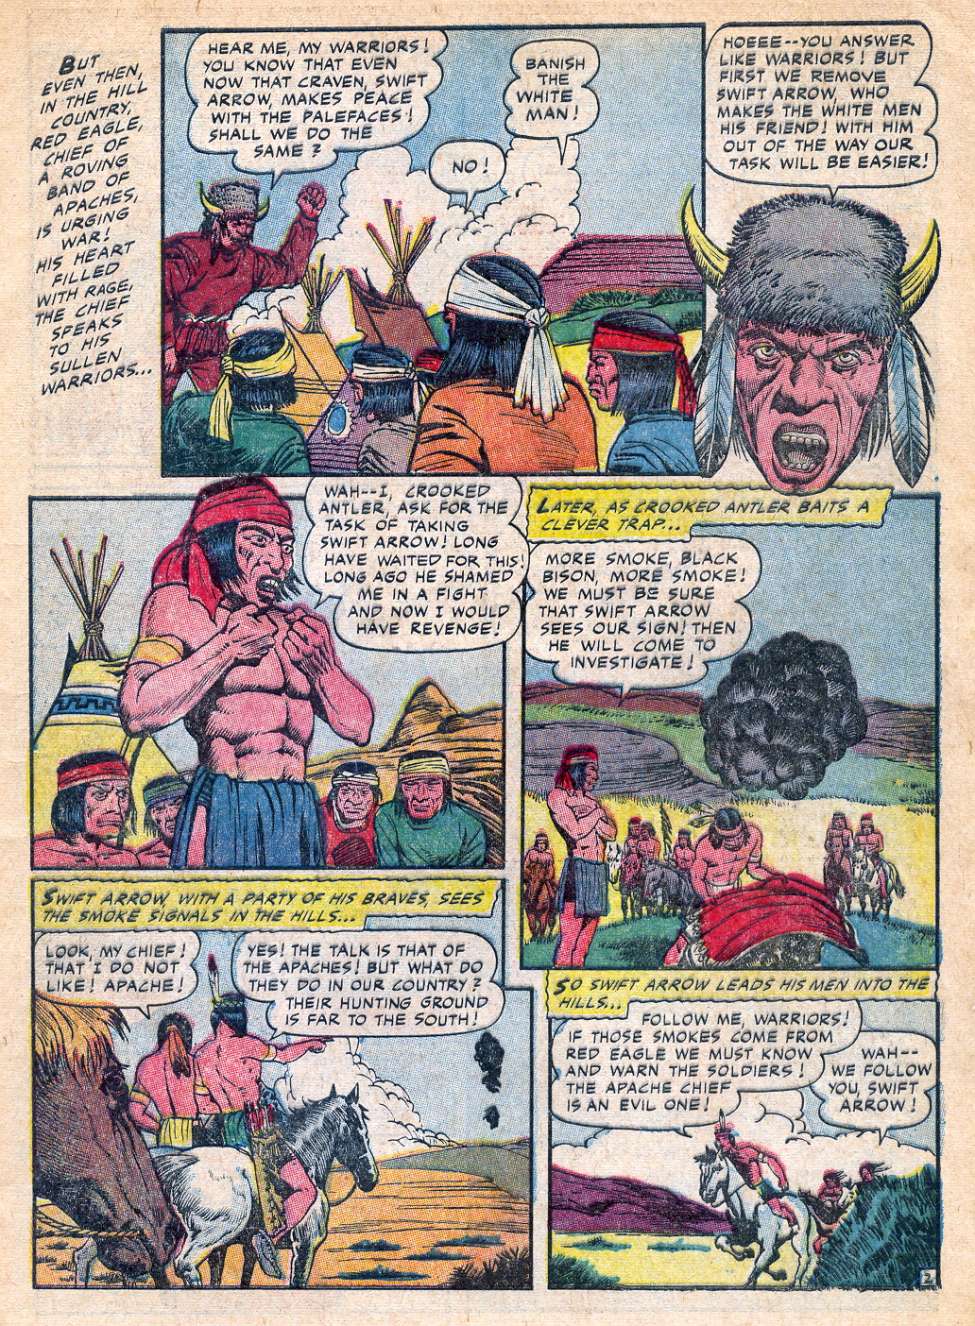 BUT
EVEN THEN,
IN THE HILL
COUNTRY,
RED EAGLE,
CHIEF OF
A ROVING
BAND OF
APACHES,
IS URGING
WAR!
HIS HEART
FILLED
WITH RAGE,
THE CHIEF
SPEAKS
TO HIS
SULLEN
WARRIORS...
HEAR ME, MY WARRIORS!
YOU KNOW THAT EVEN
NOW THAT CRAVEN, SWIFT
ARROW, MAKES PEACE
WITH THE PALEFACES!
SHALL WE DO THE
SAME?
NO!
BANISH
THE
WHITE
MAN!
HOEEE--YOU ANSWER
LIKE WARRIORS! BUT
FIRST WE REMOVE
SWIFT ARROW, WHO
MAKES THE WHITE MEN
HIS FRIEND! WITH HIM
OUT OF THE WAY OUR
TASK WILL BE EASIER!
WAH--I, CROOKED
ANTLER, ASK FOR THE
TASK OF TAKING
SWIFT ARROW! LONG
HAVE WAITED FOR THIS!
LONG AGO HE SHAMED
ME IN A FIGHT
AND NOW I WOULD
HAVE REVENGE!
LATER, AS CROOKED ANTLER BAITS A
CLEVER TRAP...
MORE SMOKE, BLACK
BISON, MORE SMOKE!
WE MUST BE SURE
THAT SWIFT ARROW
SEES OUR SIGN! THEN
HE WILL COME TO
INVESTIGATE!
SWIFT ARROW, WITH A PARTY OF HIS BRAVES, SEES
THE SMOKE SIGNALS IN THE HILLS...
LOOK, MY CHIEF!
THAT I DO NOT
LIKE! APACHE!
YES! THE TALK IS THAT OF
THE APACHES! BUT WHAT DO
THEY DO IN OUR COUNTRY?
THEIR HUNTING GROUND
IS FAR TO THE SOUTH!
SO SWIFT ARROW LEADS HIS MEN INTO THE
HILLS...
FOLLOW ME, WARRIORS!
IF THOSE SMOKES COME FROM
RED EAGLE WE MUST KNOW
AND WARN THE SOLDIERS!
THE APACHE CHIEF
IS AN EVIL ONE!
WAH--
WE FOLLOW
YOU, SWIFT
ARROW!
2